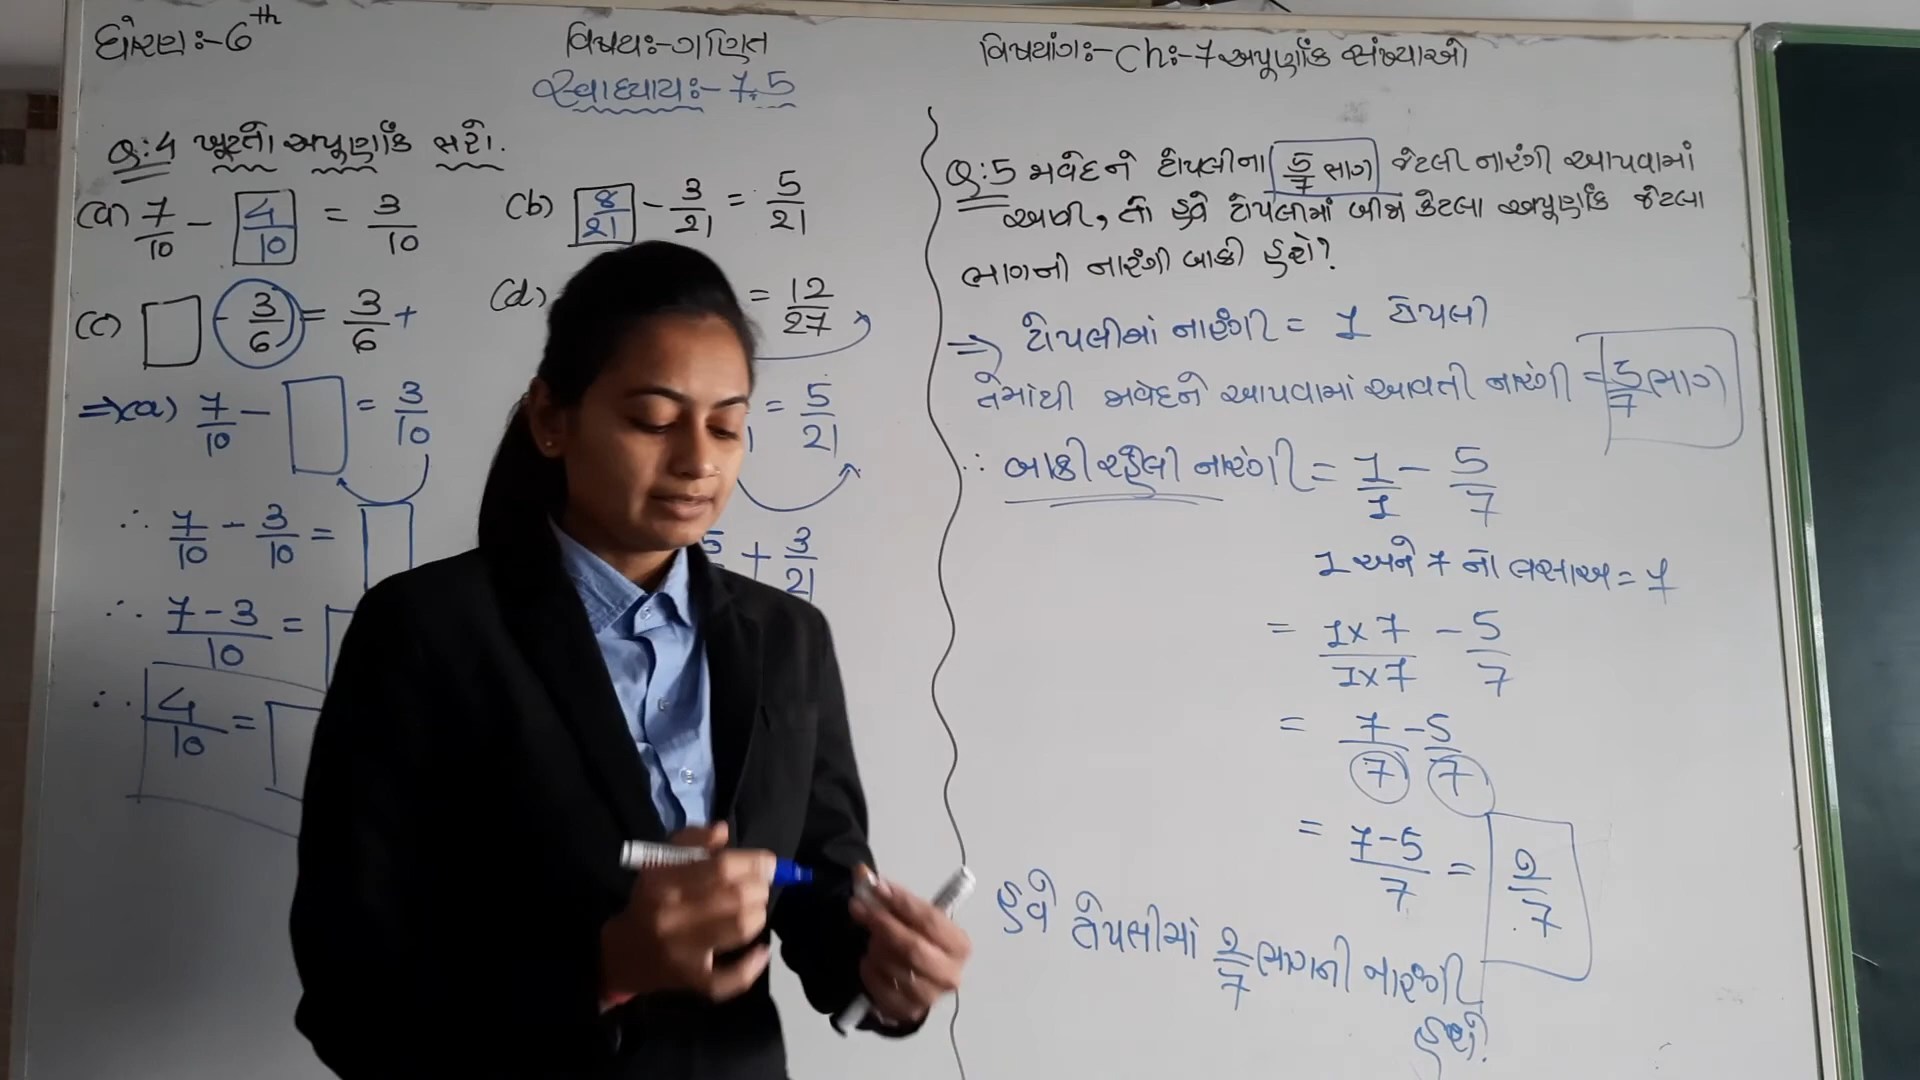 ધોરણ:-6th
વિષય:-ગણિત
વિષયાંગ:-Ch:-7 અપૂર્ણાંક સંખ્યાઓ
સ્વાધ્યાય:- 7.5
Q:4 ખૂટતો અપૂર્ણાંક ભરો.
(a) 7/10 - 4/10 = 3/10
(b) 8/21 - 3/21 = 5/21
(c) □ - 3/6 = 3/6 +
(d) = 12/27
⇒(a) 7/10 - □ = 3/10
= 5/21
∴ 7/10 - 3/10 = □
5 + 3/21
∴ 7-3/10 =
∴ 4/10 =
Q:5 જાવેદને ટોપલીના 5/7 ભાગ જેટલી નારંગી આપવામાં
આવી, તો હવે ટોપલીમાં બીજા કેટલા અપૂર્ણાંક જેટલા
ભાગની નારંગી બાકી હશે?
⇒ ટોપલીમાં નારંગી = 1 ટોપલી
તેમાંથી જાવેદને આપવામાં આવતી નારંગી = 5/7 ભાગ
∴ બાકી રહેલી નારંગી = 1/1 - 5/7
1 અને 7 નો લસાઅ = 7
= 1×7/1×7 - 5/7
= 7/7 - 5/7
= 7-5/7 = 2/7
હવે ટોપલીમાં 2/7 ભાગની નારંગી
હશે?